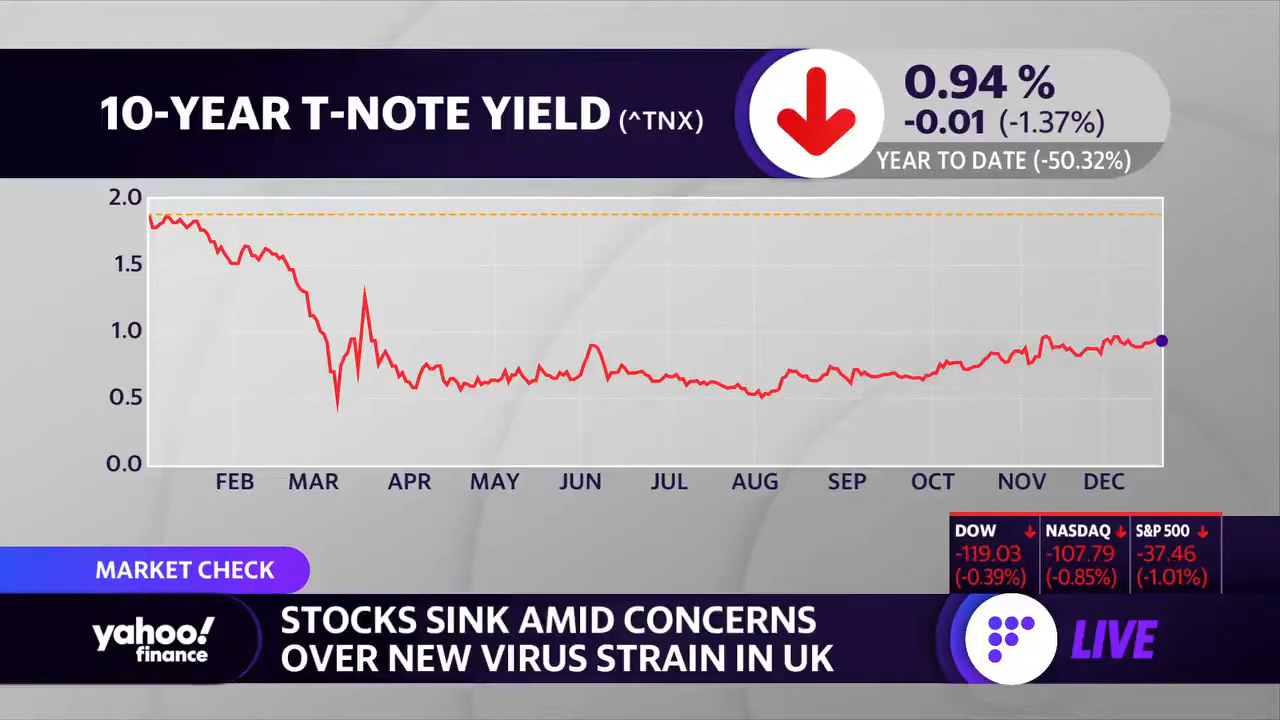 10-YEAR T-NOTE YIELD (^TNX)
0.94 %
-0.01 (-1.37%)
YEAR TO DATE (-50.32%)
2.0
1.5
1.0
0.5
0.0
FEB MAR APR MAY JUN JUL AUG SEP OCT NOV DEC
DOW NASDAQ S&P 500
-119.03 -107.79 -37.46
(-0.39%) (-0.85%) (-1.01%)
MARKET CHECK
yahoo!
finance
STOCKS SINK AMID CONCERNS
OVER NEW VIRUS STRAIN IN UK
LIVE